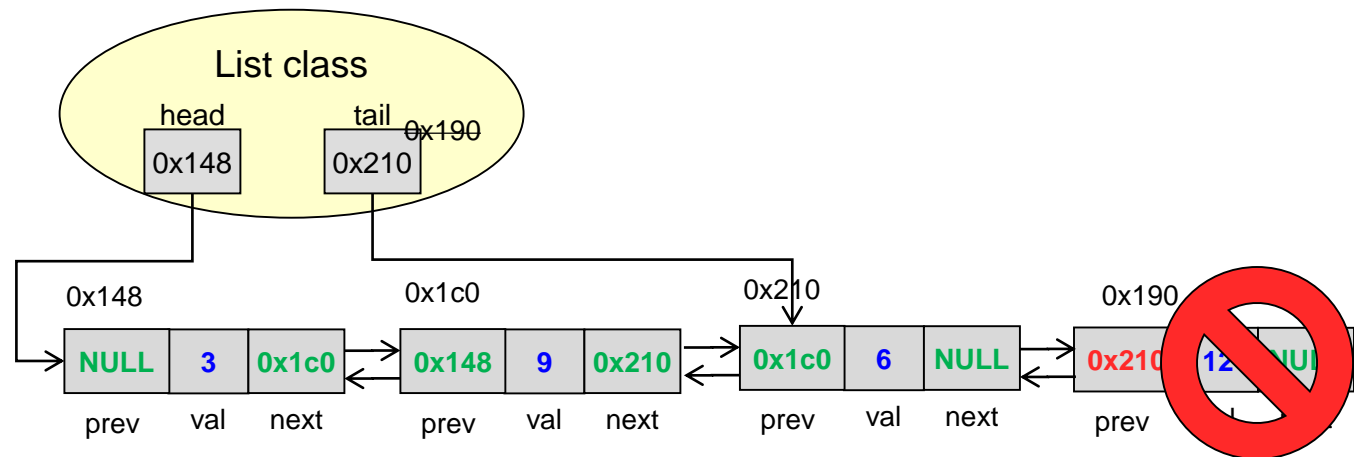 List class
head tail
0x190
0x148 0x210
0x148 0x1c0 0x210 0x190
NULL 3 0x1c0 0x148 9 0x210 0x1c0 6 NULL 0x210 12
prev val next prev val next prev val next prev